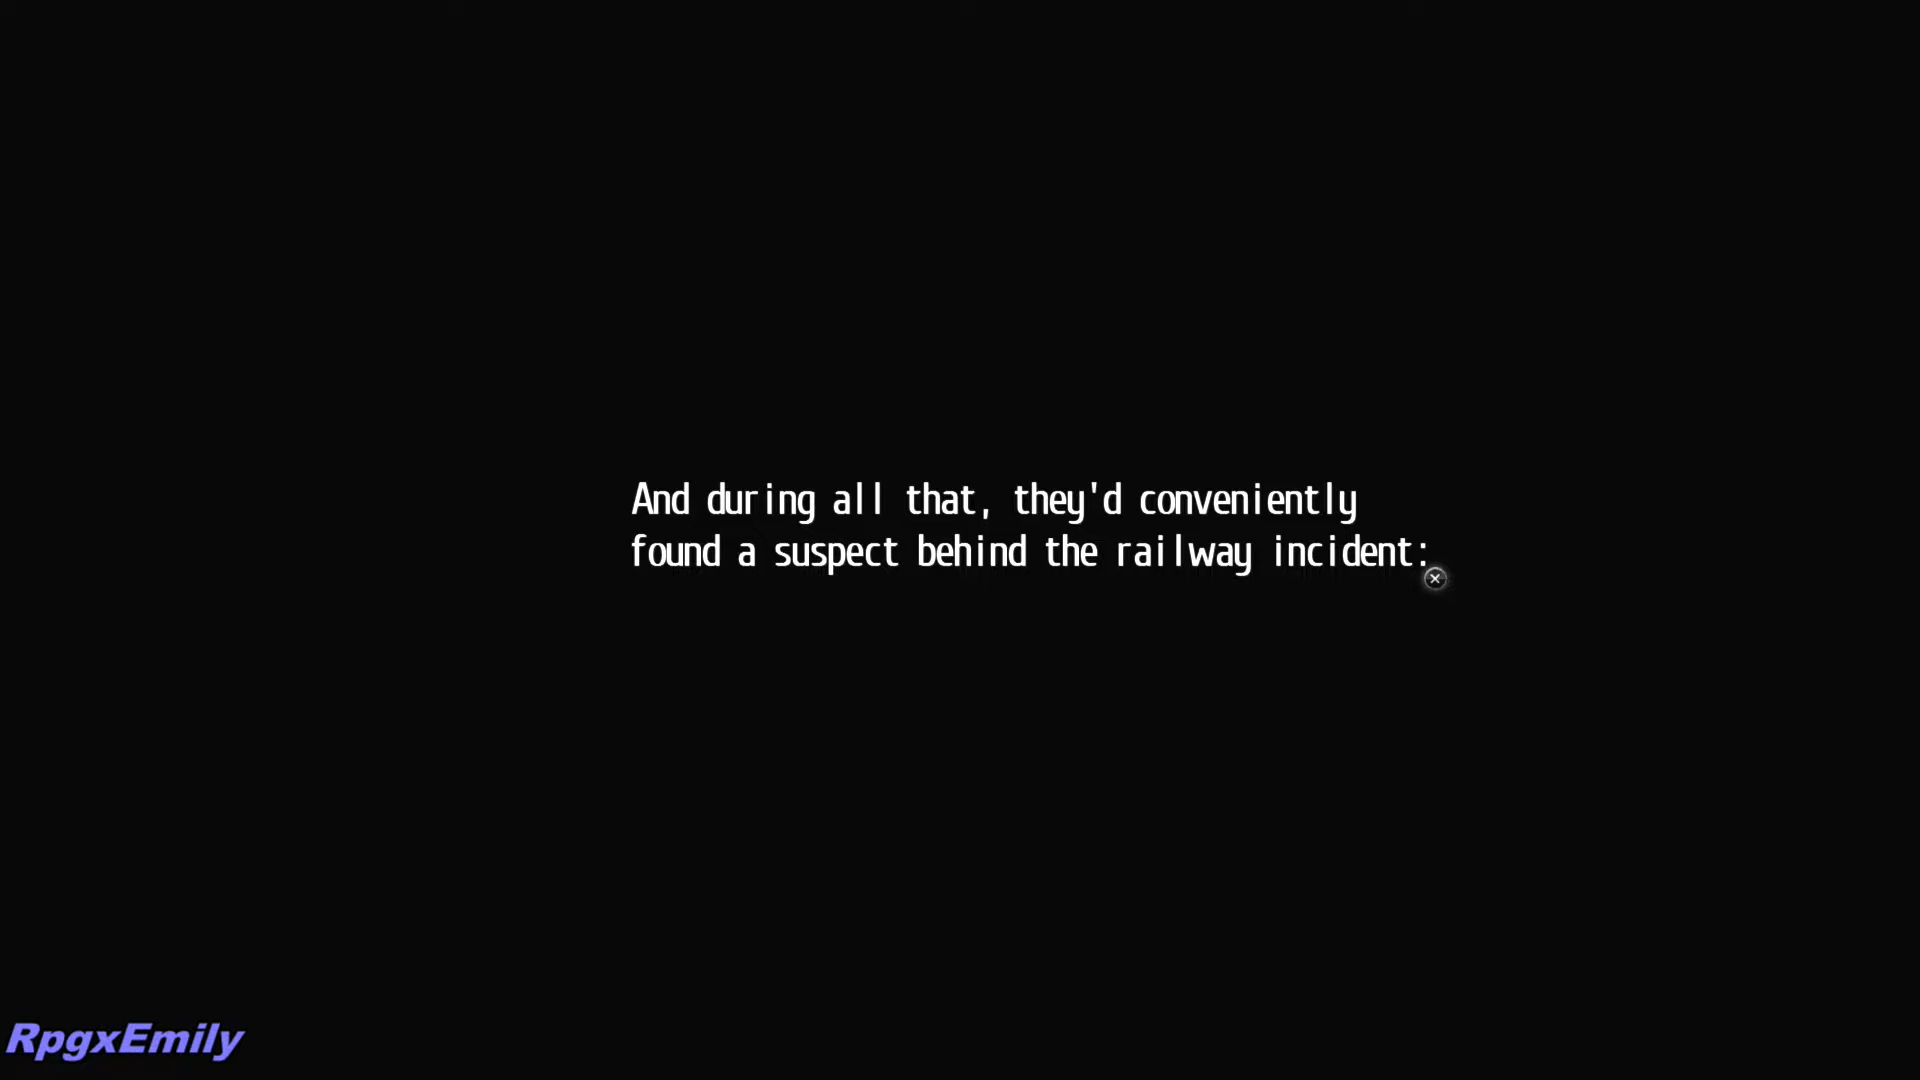 And during all that, they'd conveniently
found a suspect behind the railway incident:
RpgxEmily